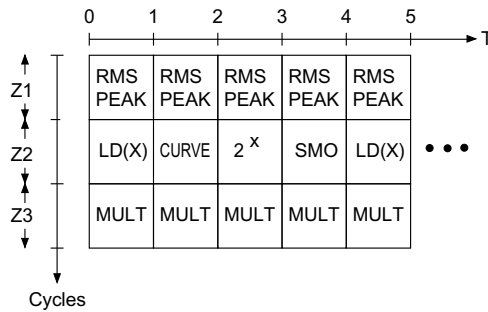 0 1 2 3 4 5
T
Z1
RMS PEAK RMS PEAK RMS PEAK RMS PEAK RMS PEAK
Z2
LD(X) CURVE 2^x SMO LD(X)
Z3
MULT MULT MULT MULT MULT
Cycles